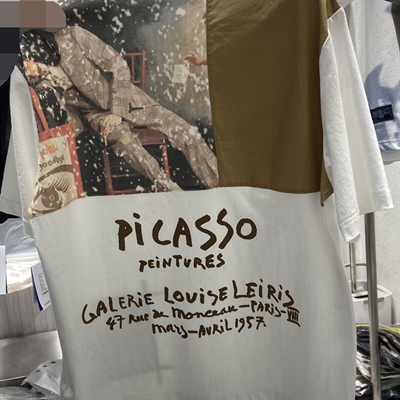 PiCASSO
PEiNTURES
GALERiE LOUiSE LEiRiS
47 Rue de Monceau-PARiS-VIII
Mars-AVRiL 1957.